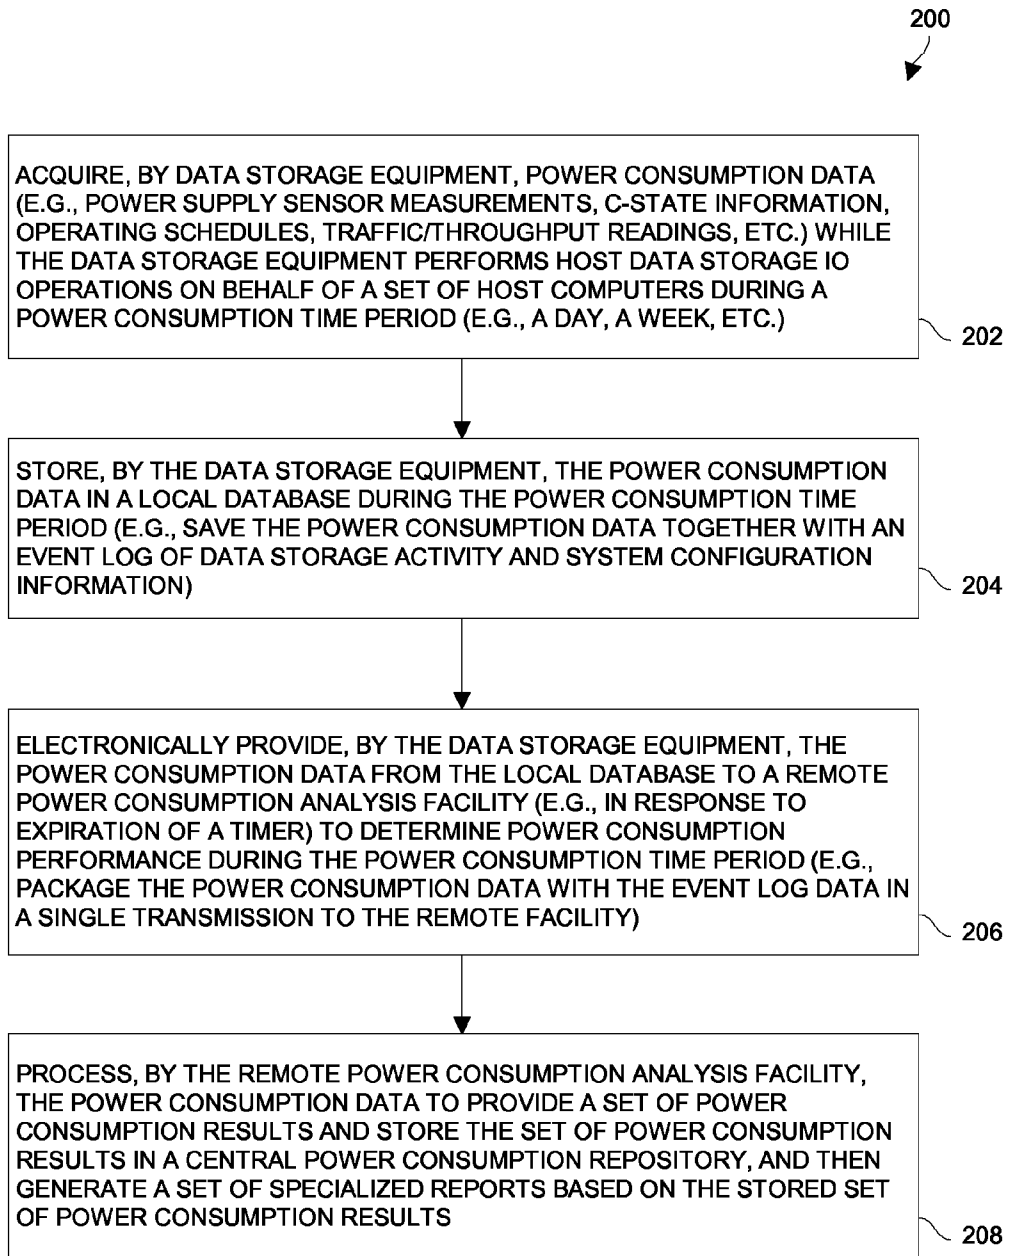 200
ACQUIRE, BY DATA STORAGE EQUIPMENT, POWER CONSUMPTION DATA
(E.G., POWER SUPPLY SENSOR MEASUREMENTS, C-STATE INFORMATION,
OPERATING SCHEDULES, TRAFFIC/THROUGHPUT READINGS, ETC.) WHILE
THE DATA STORAGE EQUIPMENT PERFORMS HOST DATA STORAGE IO
OPERATIONS ON BEHALF OF A SET OF HOST COMPUTERS DURING A
POWER CONSUMPTION TIME PERIOD (E.G., A DAY, A WEEK, ETC.)
202
STORE, BY THE DATA STORAGE EQUIPMENT, THE POWER CONSUMPTION
DATA IN A LOCAL DATABASE DURING THE POWER CONSUMPTION TIME
PERIOD (E.G., SAVE THE POWER CONSUMPTION DATA TOGETHER WITH AN
EVENT LOG OF DATA STORAGE ACTIVITY AND SYSTEM CONFIGURATION
INFORMATION)
204
ELECTRONICALLY PROVIDE, BY THE DATA STORAGE EQUIPMENT, THE
POWER CONSUMPTION DATA FROM THE LOCAL DATABASE TO A REMOTE
POWER CONSUMPTION ANALYSIS FACILITY (E.G., IN RESPONSE TO
EXPIRATION OF A TIMER) TO DETERMINE POWER CONSUMPTION
PERFORMANCE DURING THE POWER CONSUMPTION TIME PERIOD (E.G.,
PACKAGE THE POWER CONSUMPTION DATA WITH THE EVENT LOG DATA IN
A SINGLE TRANSMISSION TO THE REMOTE FACILITY)
206
PROCESS, BY THE REMOTE POWER CONSUMPTION ANALYSIS FACILITY,
THE POWER CONSUMPTION DATA TO PROVIDE A SET OF POWER
CONSUMPTION RESULTS AND STORE THE SET OF POWER CONSUMPTION
RESULTS IN A CENTRAL POWER CONSUMPTION REPOSITORY, AND THEN
GENERATE A SET OF SPECIALIZED REPORTS BASED ON THE STORED SET
OF POWER CONSUMPTION RESULTS
208